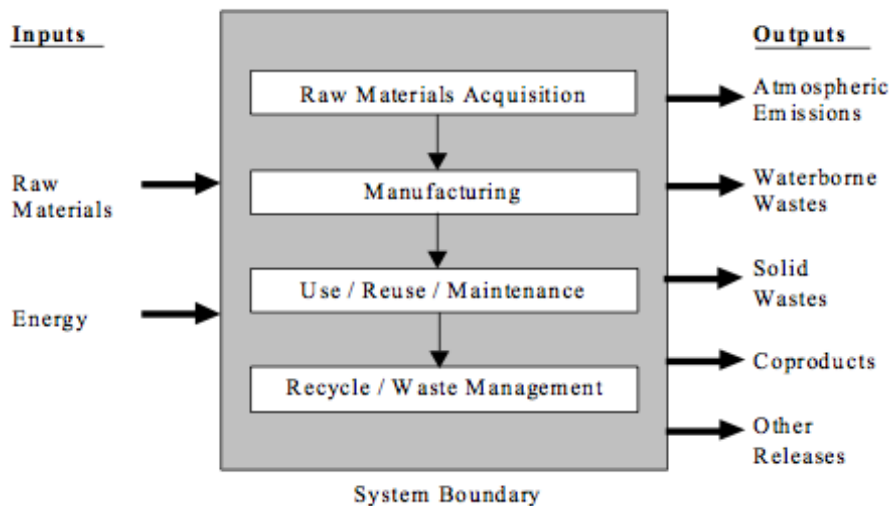 Inputs
Raw
Materials
Energy
Raw Materials Acquisition
Manufacturing
Use / Reuse / Maintenance
Recycle / Waste Management
System Boundary
Outputs
Atmospheric
Emissions
Waterborne
Wastes
Solid
Wastes
Coproducts
Other
Releases